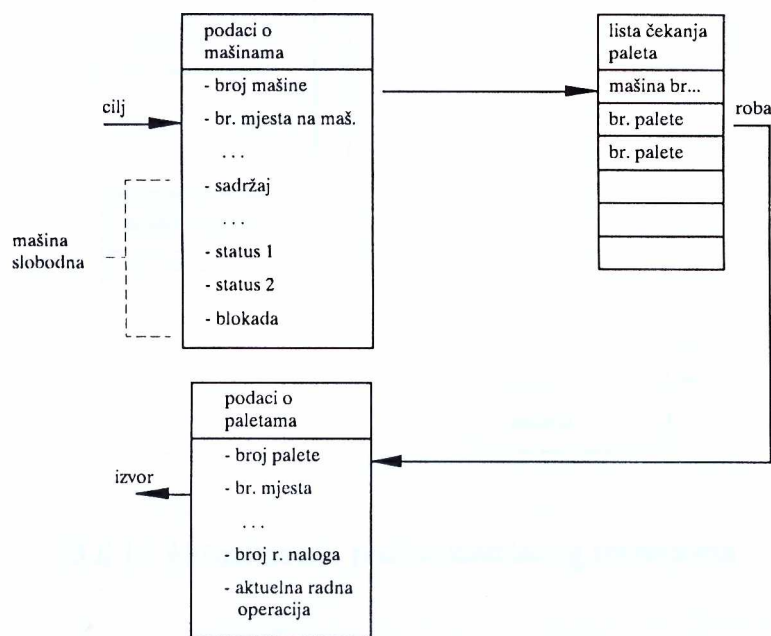 podaci o
mašinama
- broj mašine
- br. mjesta na maš.
...
- sadržaj
...
- status 1
- status 2
- blokada
cilj
mašina
slobodna
lista čekanja
paleta
mašina br...
br. palete
br. palete
roba
podaci o
paletama
- broj palete
- br. mjesta
...
- broj r. naloga
- aktuelna radna
operacija
izvor